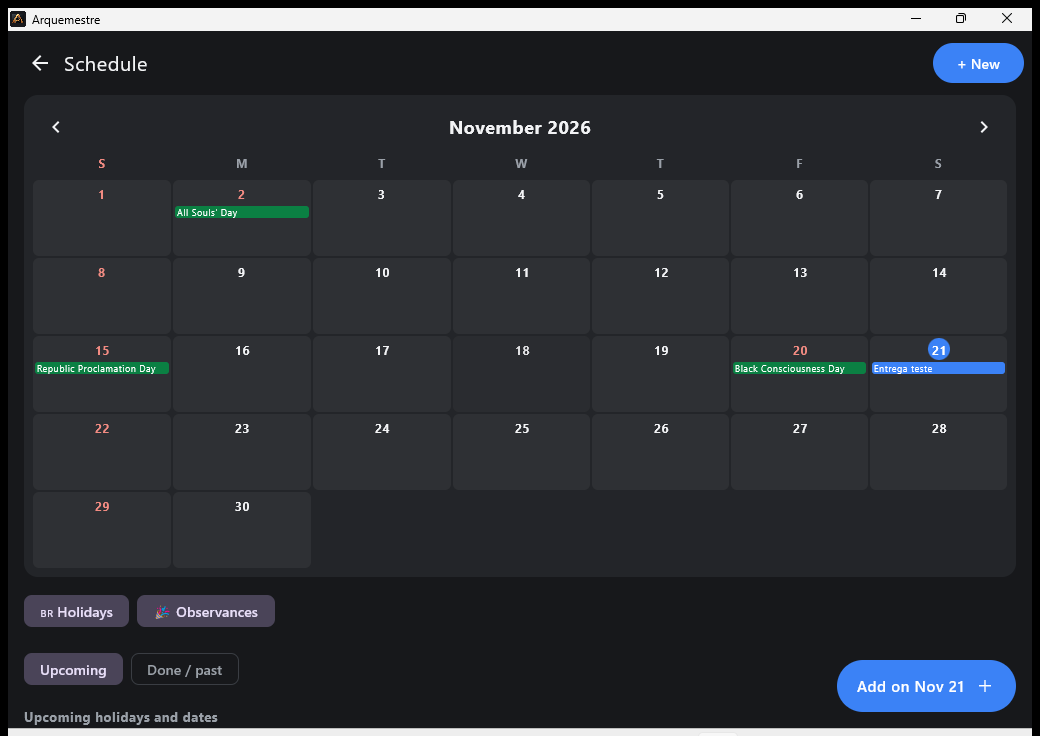 Arquemestre
Schedule
+ New
November 2026
S M T W T F S
1 2 3 4 5 6 7
All Souls' Day
8 9 10 11 12 13 14
15 16 17 18 19 20 21
Republic Proclamation Day Black Consciousness Day Entrega teste
22 23 24 25 26 27 28
29 30
BR Holidays Observances
Upcoming Done / past
Add on Nov 21 +
Upcoming holidays and dates